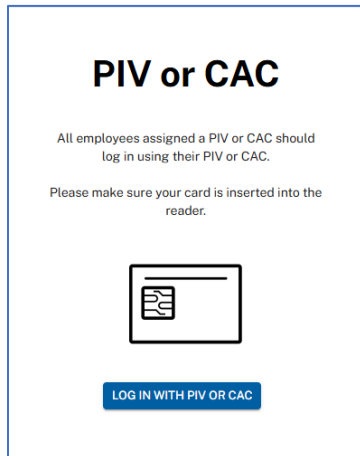 PIV or CAC
All employees assigned a PIV or CAC should
log in using their PIV or CAC.
Please make sure your card is inserted into the
reader.
LOG IN WITH PIV OR CAC